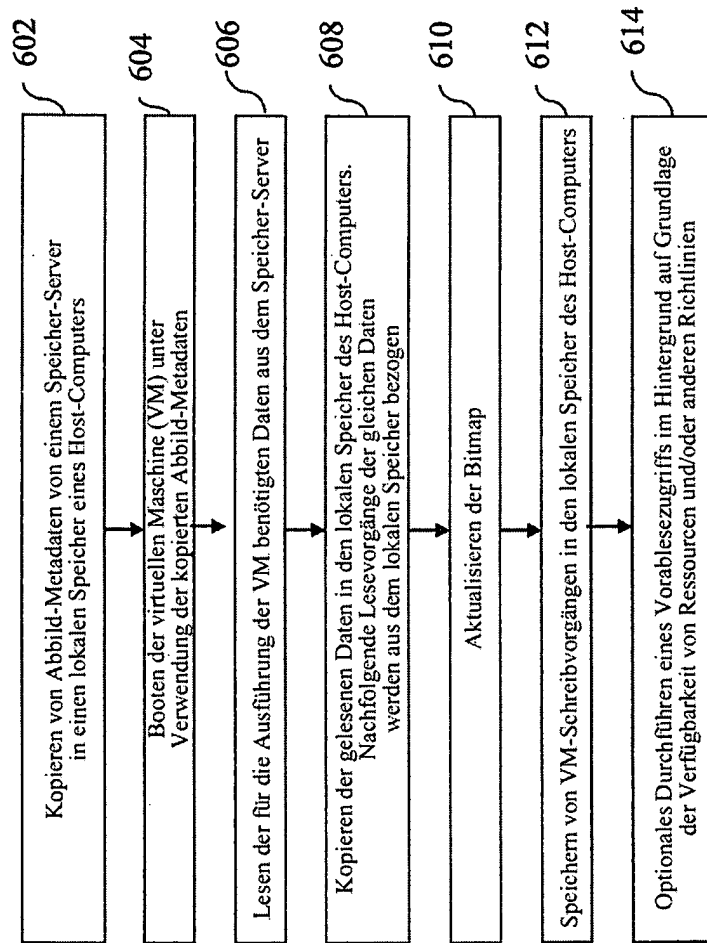 602
Kopieren von Abbild-Metadaten von einem Speicher-Server
in einen lokalen Speicher eines Host-Computers
604
Booten der virtuellen Maschine (VM) unter
Verwendung der kopierten Abbild-Metadaten
606
Lesen der für die Ausführung der VM benötigten Daten aus dem Speicher-Server
608
Kopieren der gelesenen Daten in den lokalen Speicher des Host-Computers.
Nachfolgende Lesevorgänge der gleichen Daten
werden aus dem lokalen Speicher bezogen
610
Aktualisieren der Bitmap
612
Speichern von VM-Schreibvorgängen in den lokalen Speicher des Host-Computers
614
Optionales Durchführen eines Vorablesezugriffs im Hintergrund auf Grundlage
der Verfügbarkeit von Ressourcen und/oder anderen Richtlinien